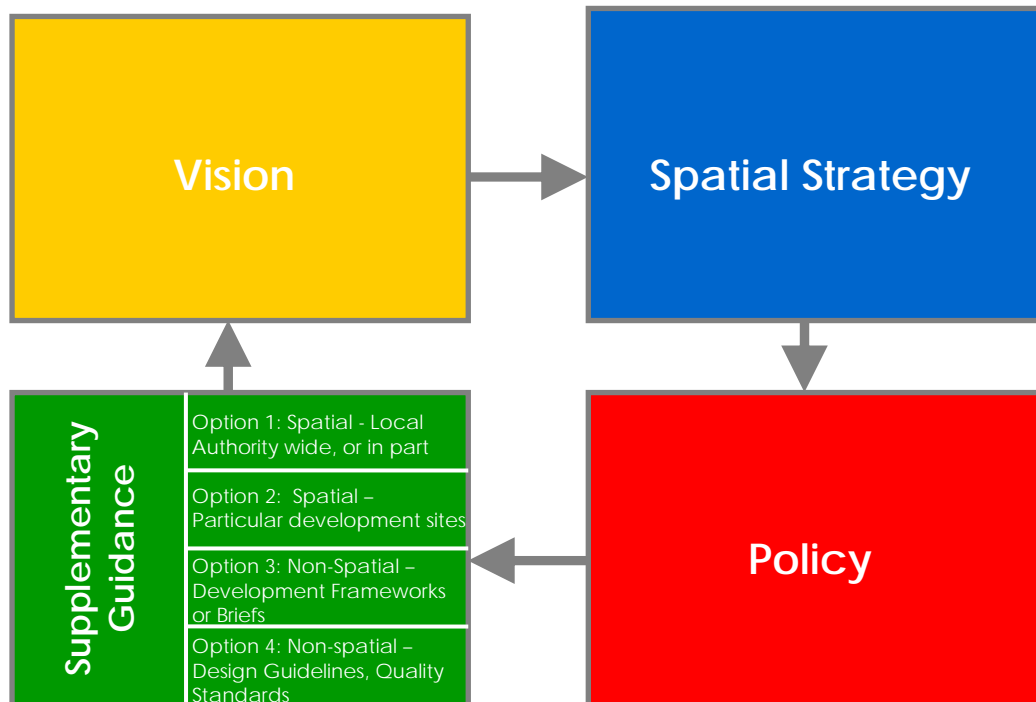 Vision
Spatial Strategy
Supplementary
Guidance
Option 1: Spatial - Local
Authority wide, or in part
Option 2:  Spatial –
Particular development sites
Option 3: Non-Spatial –
Development Frameworks
or Briefs
Option 4: Non-spatial –
Design Guidelines, Quality
Standards
Policy